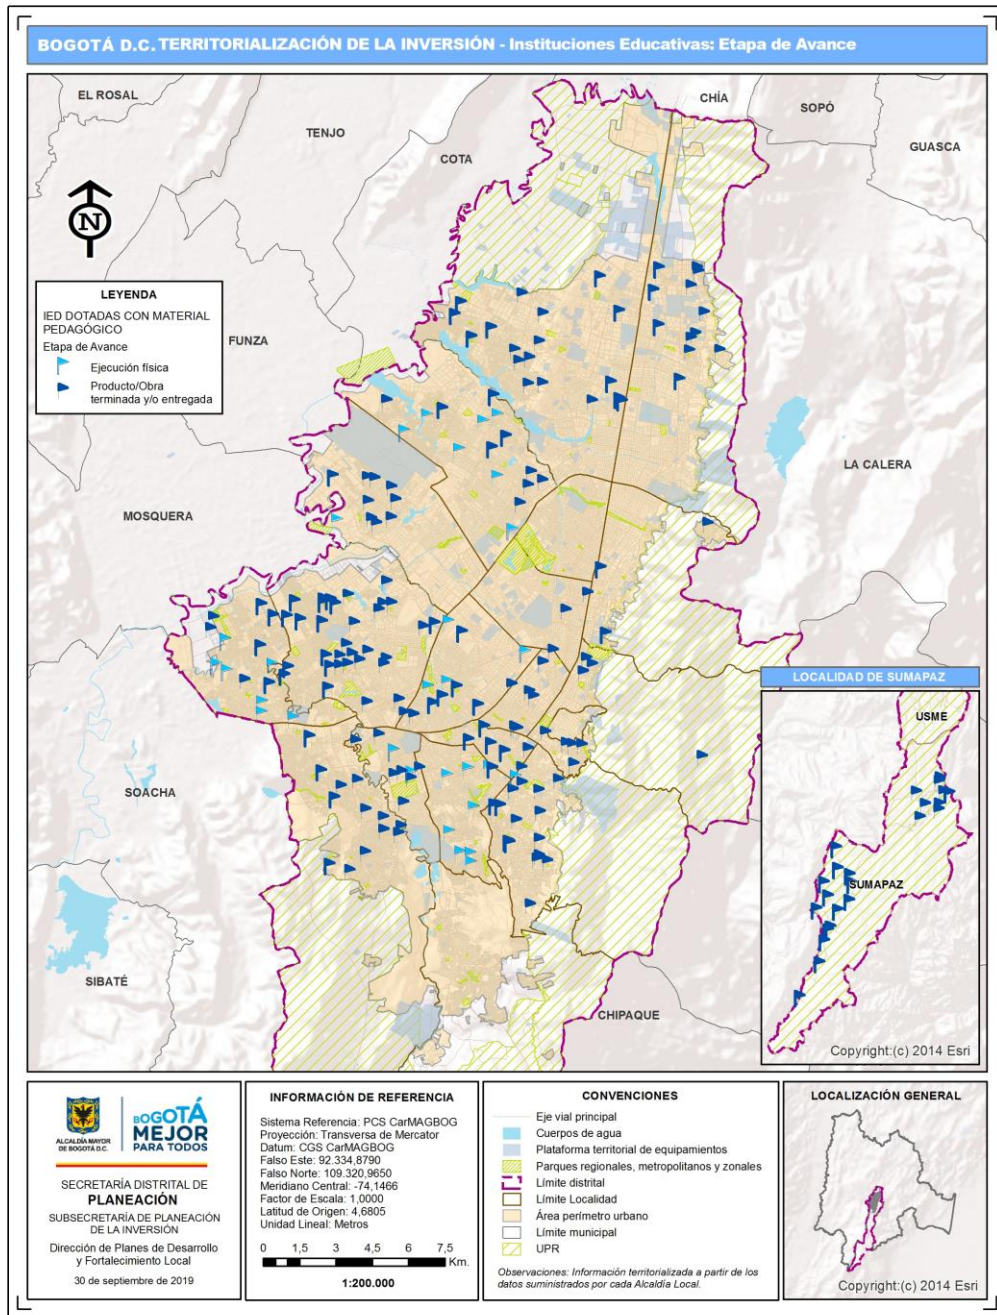 BOGOTÁ D.C. TERRITORIALIZACIÓN DE LA INVERSIÓN - Instituciones Educativas: Etapa de Avance
EL ROSAL
TENJO
COTA
CHÍA
SOPÓ
GUASCA
N
LEYENDA
IED DOTADAS CON MATERIAL
PEDAGÓGICO
Etapa de Avance
Ejecución física
Producto/Obra
terminada y/o entregada
FUNZA
LA CALERA
MOSQUERA
SOACHA
SIBATÉ
CHIPAQUE
LOCALIDAD DE SUMAPAZ
USME
SUMAPAZ
Copyright:(c) 2014 Esri
ALCALDÍA MAYOR
DE BOGOTÁ D.C.
BOGOTÁ
MEJOR
PARA TODOS
SECRETARÍA DISTRITAL DE
PLANEACIÓN
SUBSECRETARÍA DE PLANEACIÓN
DE LA INVERSIÓN
Dirección de Planes de Desarrollo
y Fortalecimiento Local
30 de septiembre de 2019
INFORMACIÓN DE REFERENCIA
Sistema Referencia: PCS CarMAGBOG
Proyección: Transversa de Mercator
Datum: CGS CarMAGBOG
Falso Este: 92.334,8790
Falso Norte: 109.320,9650
Meridiano Central: -74,1466
Factor de Escala: 1,0000
Latitud de Origen: 4,6805
Unidad Lineal: Metros
0 1,5 3 4,5 6 7,5
Km.
1:200.000
CONVENCIONES
Eje vial principal
Cuerpos de agua
Plataforma territorial de equipamientos
Parques regionales, metropolitanos y zonales
Límite distrital
Límite Localidad
Área perímetro urbano
Límite municipal
UPR
Observaciones: Información territorializada a partir de los
datos suministrados por cada Alcaldía Local.
LOCALIZACIÓN GENERAL
Copyright:(c) 2014 Esri